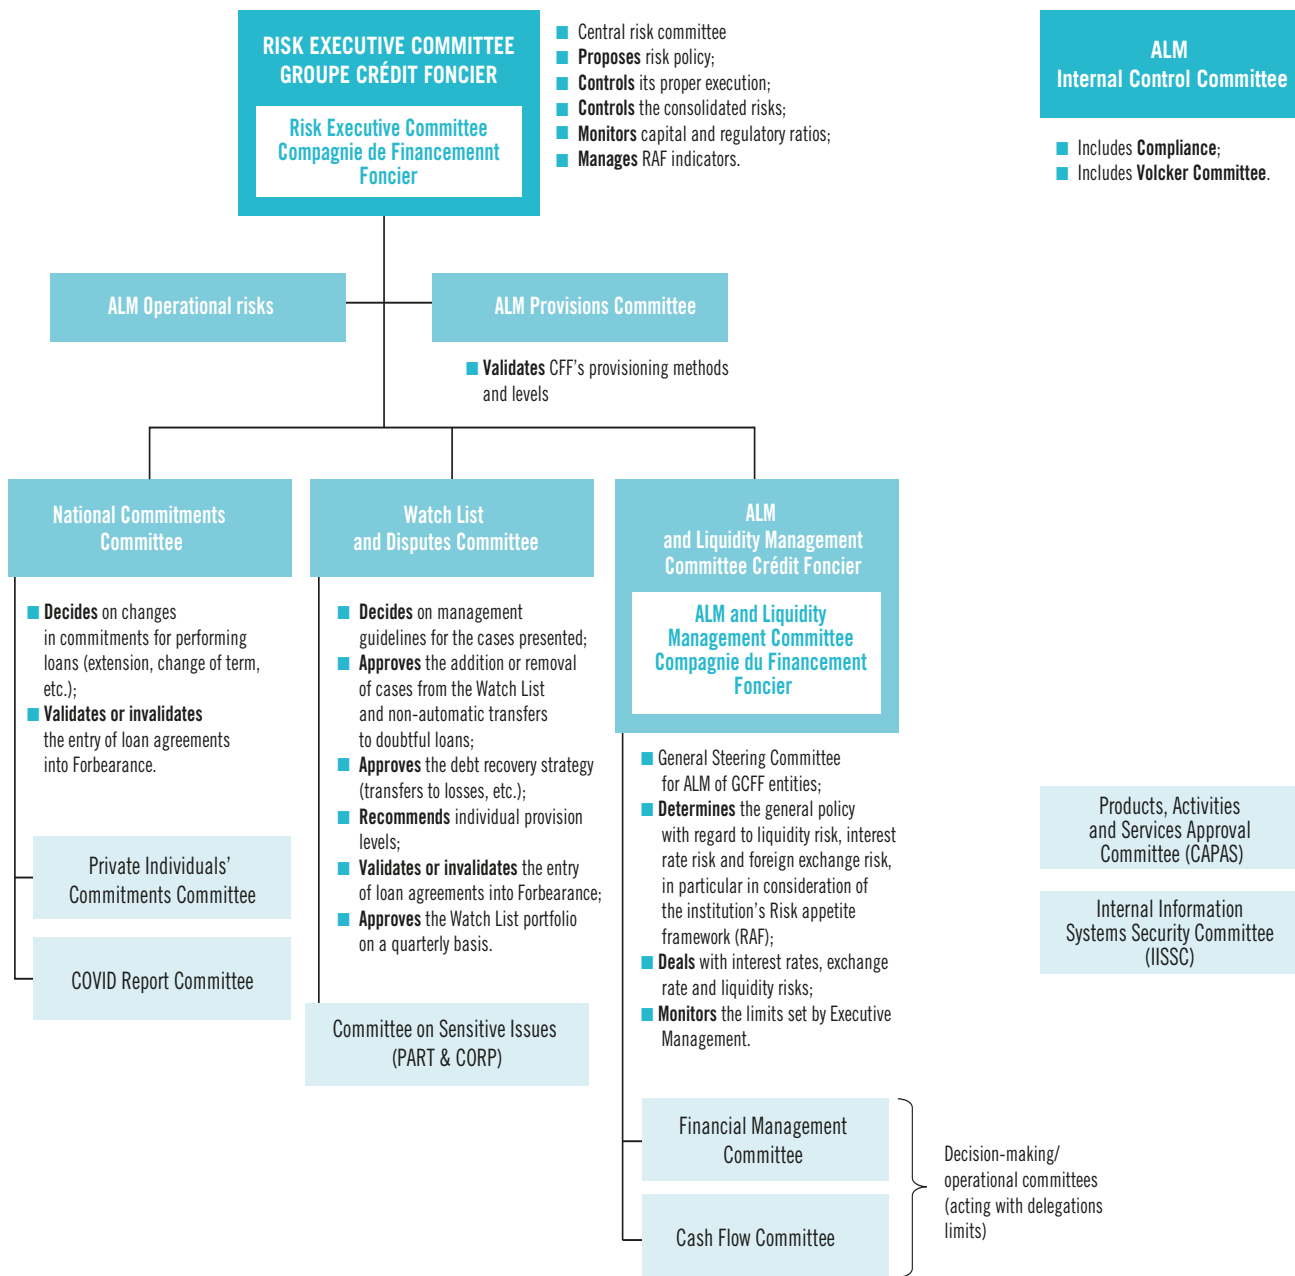 RISK EXECUTIVE COMMITTEE
GROUPE CRÉDIT FONCIER
Risk Executive Committee
Compagnie de Financemennt
Foncier
Central risk committee
Proposes risk policy;
Controls its proper execution;
Controls the consolidated risks;
Monitors capital and regulatory ratios;
Manages RAF indicators.
ALM
Internal Control Committee
Includes Compliance;
Includes Volcker Committee.
ALM Operational risks
ALM Provisions Committee
Validates CFF's provisioning methods
and levels
National Commitments
Committee
Decides on changes
in commitments for performing
loans (extension, change of term,
etc.);
Validates or invalidates
the entry of loan agreements
into Forbearance.
Private Individuals'
Commitments Committee
COVID Report Committee
Watch List
and Disputes Committee
Decides on management
guidelines for the cases presented;
Approves the addition or removal
of cases from the Watch List
and non-automatic transfers
to doubtful loans;
Approves the debt recovery strategy
(transfers to losses, etc.);
Recommends individual provision
levels;
Validates or invalidates the entry
of loan agreements into Forbearance;
Approves the Watch List portfolio
on a quarterly basis.
Committee on Sensitive Issues
(PART & CORP)
ALM
and Liquidity Management
Committee Crédit Foncier
ALM and Liquidity
Management Committee
Compagnie du Financement
Foncier
General Steering Committee
for ALM of GCFF entities;
Determines the general policy
with regard to liquidity risk, interest
rate risk and foreign exchange risk,
in particular in consideration of
the institution's Risk appetite
framework (RAF);
Deals with interest rates, exchange
rate and liquidity risks;
Monitors the limits set by Executive
Management.
Financial Management
Committee
Cash Flow Committee
Decision-making/
operational committees
(acting with delegations
limits)
Products, Activities
and Services Approval
Committee (CAPAS)
Internal Information
Systems Security Committee
(IISSC)